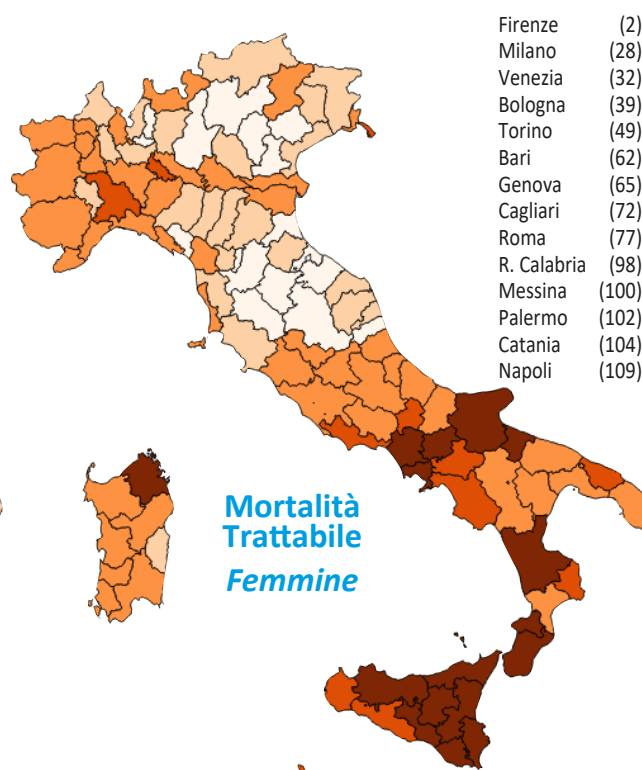 Firenze (2)
Milano (28)
Venezia (32)
Bologna (39)
Torino (49)
Bari (62)
Genova (65)
Cagliari (72)
Roma (77)
R. Calabria (98)
Messina (100)
Palermo (102)
Catania (104)
Napoli (109)
Mortalità
Trattabile
Femmine